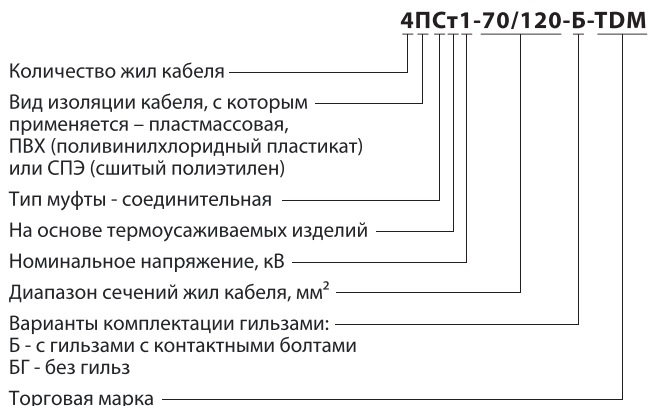 4ПСт1-70/120-Б-TDM
Количество жил кабеля
Вид изоляции кабеля, с которым
применяется – пластмассовая,
ПВХ (поливинилхлоридный пластикат)
или СПЭ (сшитый полиэтилен)
Тип муфты - соединительная
На основе термоусаживаемых изделий
Номинальное напряжение, кВ
Диапазон сечений жил кабеля, мм²
Варианты комплектации гильзами:
Б - с гильзами с контактными болтами
БГ - без гильз
Торговая марка